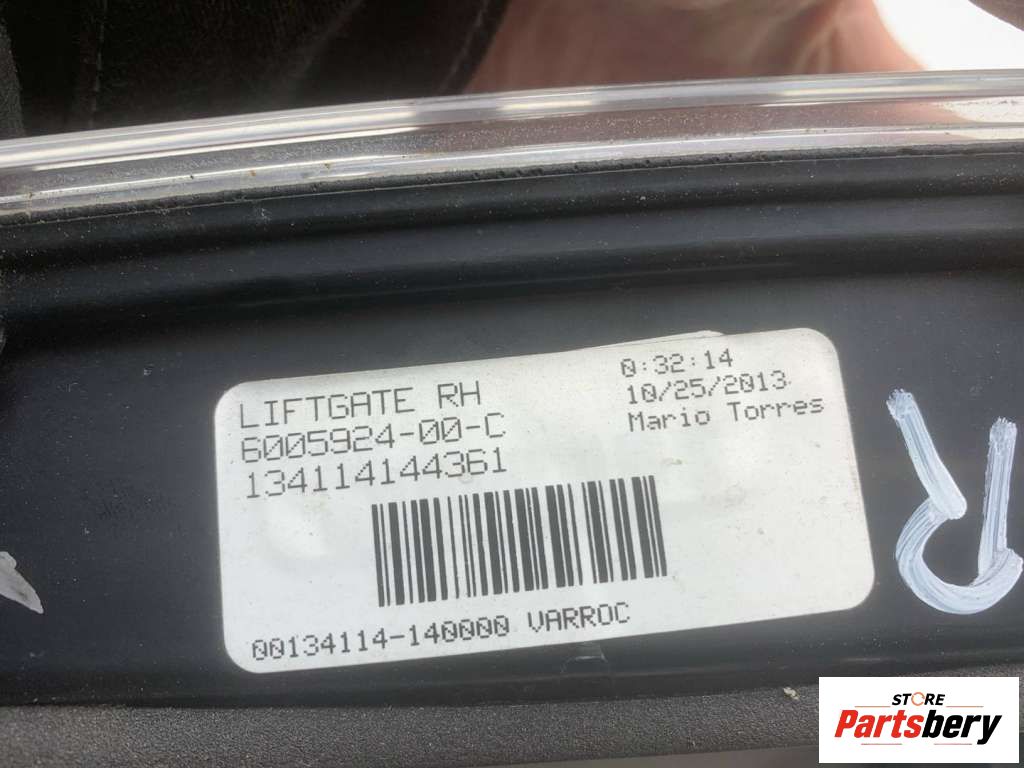 LIFTGATE RH
6005924-00-C
134114144361
0:32:14
10/25/2013
Mario Torres
00134114-140000 VARROC
R
STORE
Partsbery